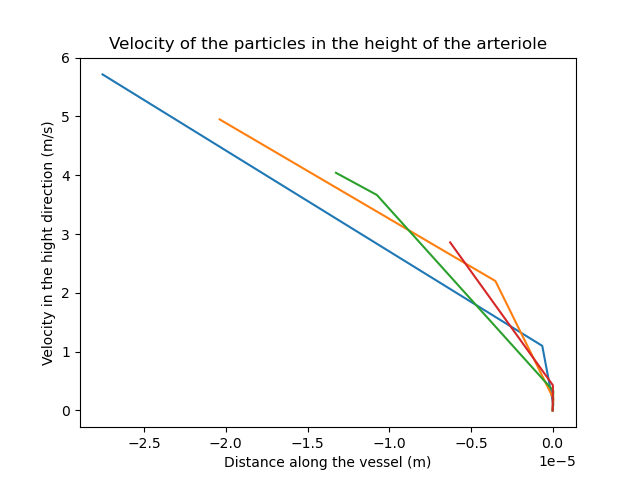 Velocity of the particles in the height of the arteriole
Velocity in the hight direction (m/s)
6
5
4
3
2
1
0
−2.5 −2.0 −1.5 −1.0 −0.5 0.0
1e−5
Distance along the vessel (m)